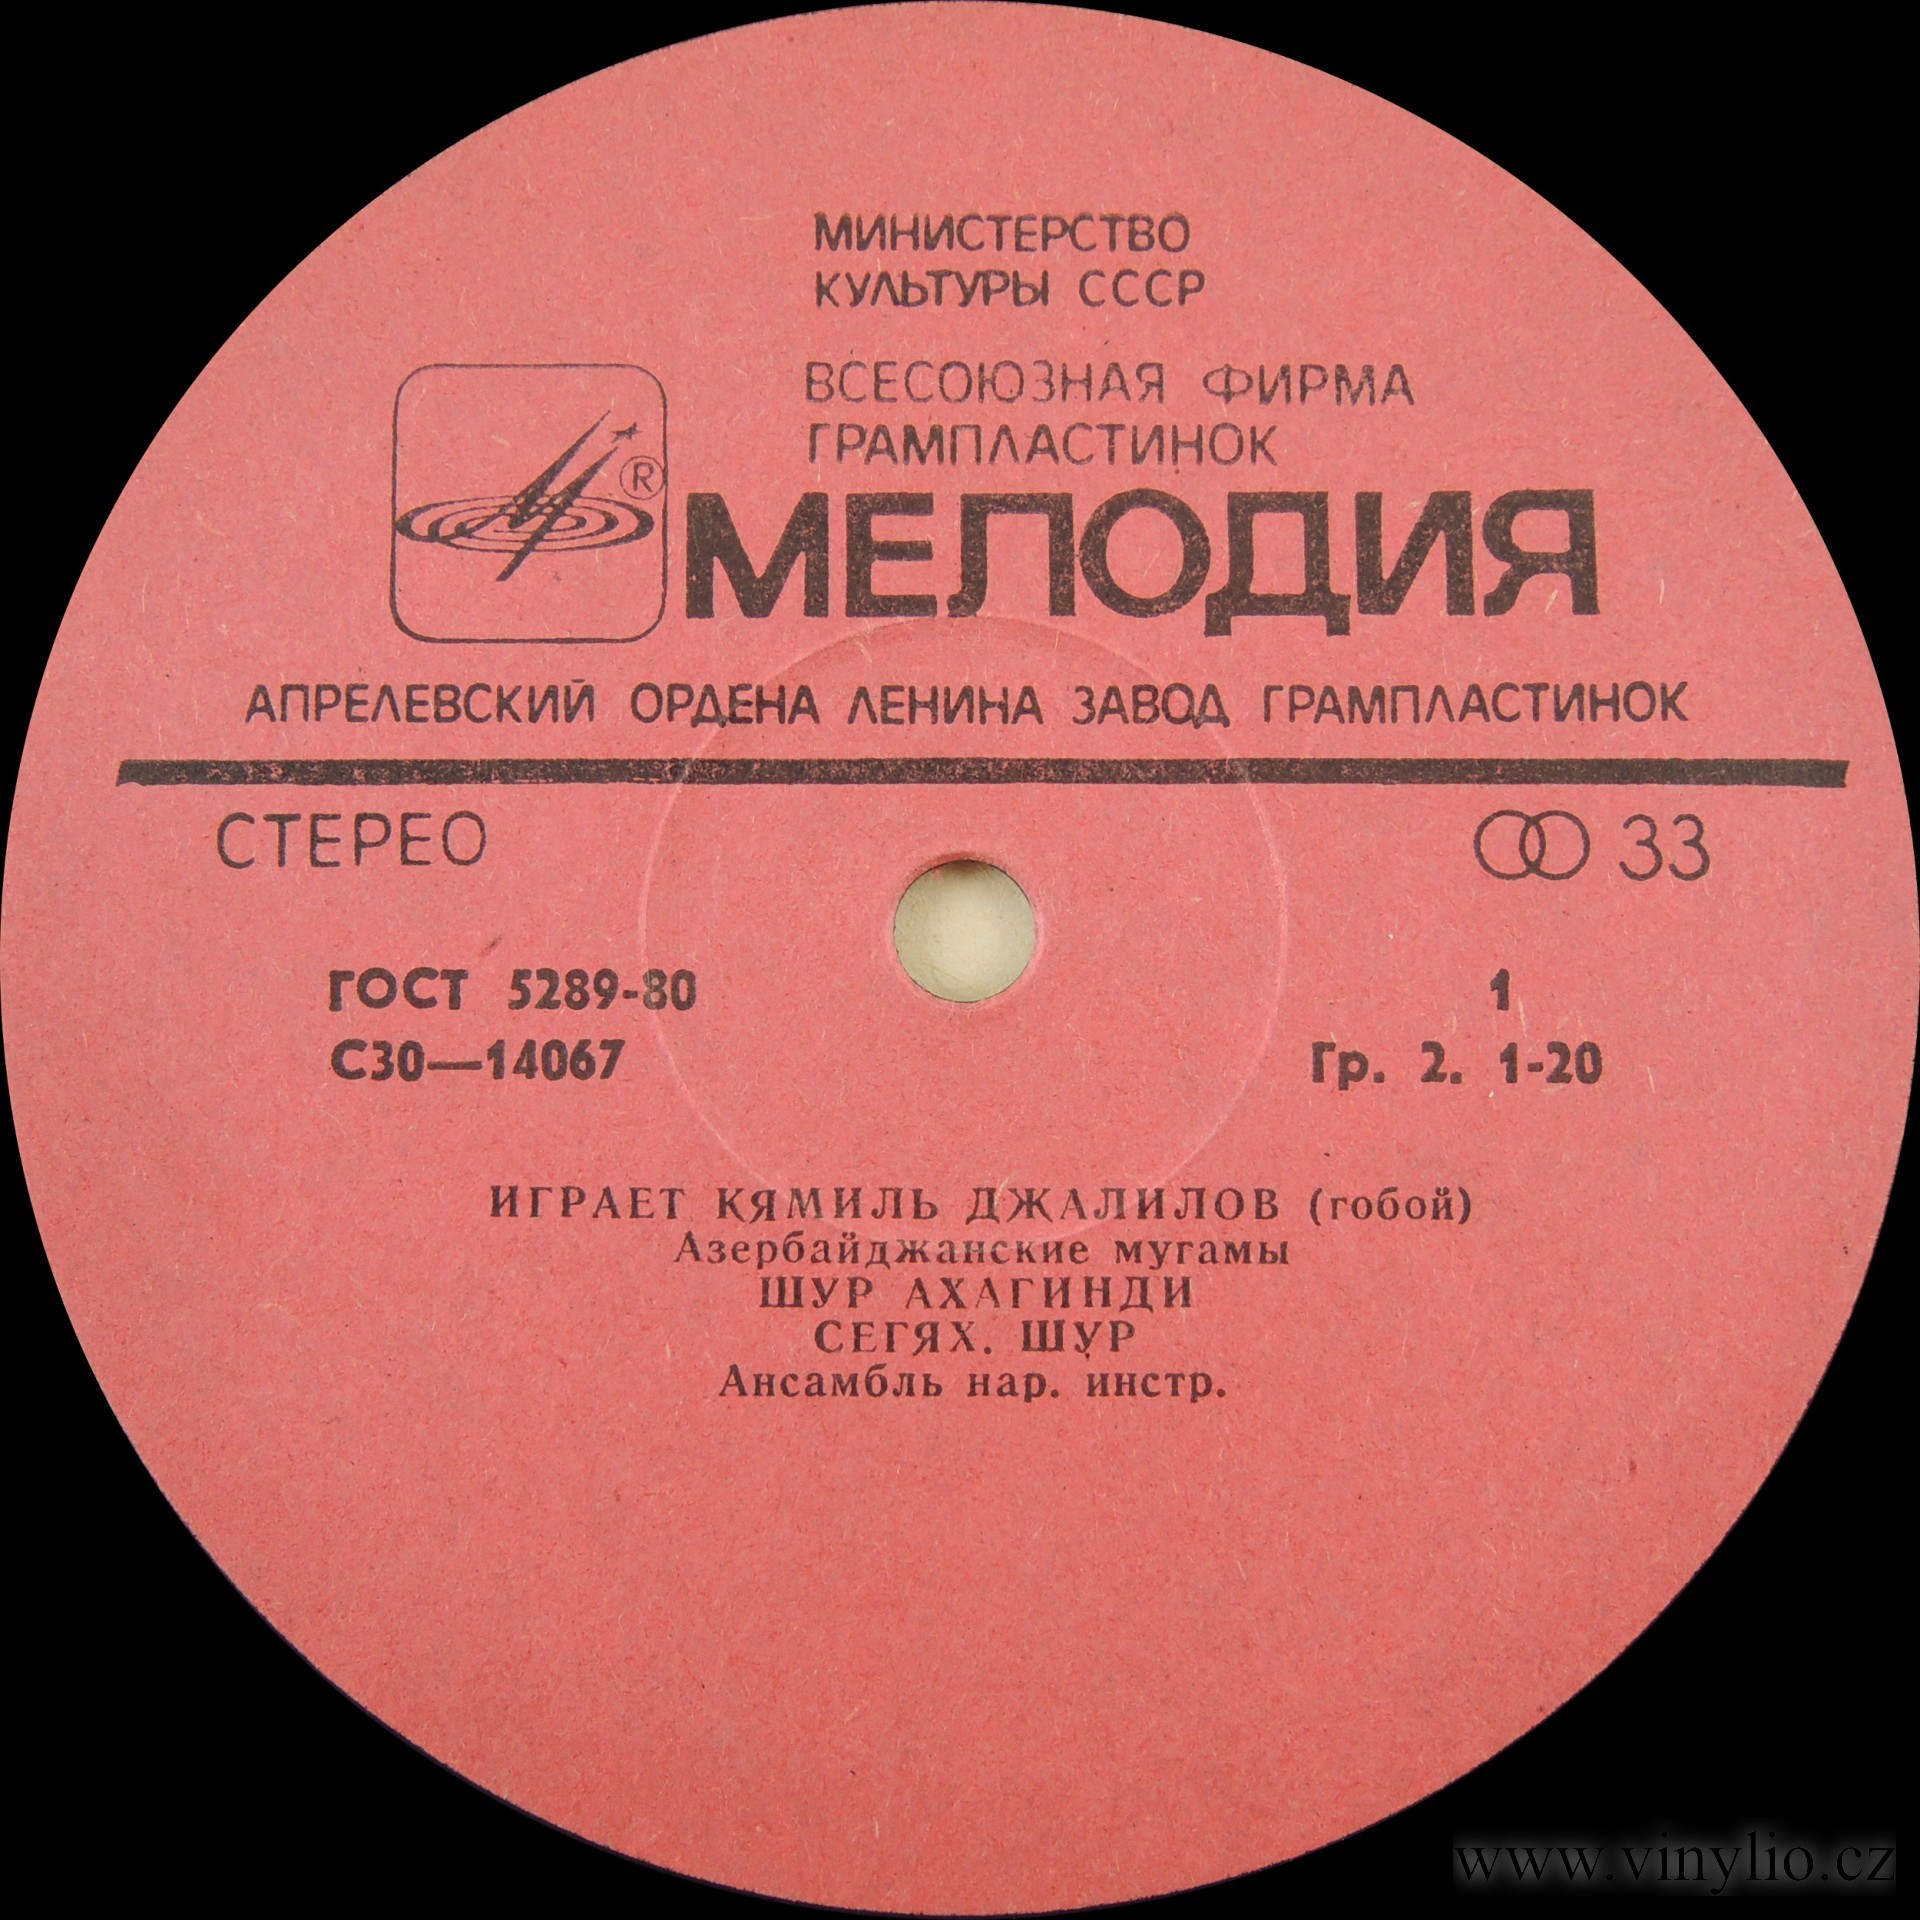 МИНИСТЕРСТВО
КУЛЬТУРЫ СССР
ВСЕСОЮЗНАЯ ФИРМА
ГРАМПЛАСТИНОК
®
МЕЛОДИЯ
АПРЕЛЕВСКИЙ ОРДЕНА ЛЕНИНА ЗАВОД ГРАМПЛАСТИНОК
СТЕРЕО 33
ГОСТ 5289-80 1
С30—14067 Гр. 2. 1-20
ИГРАЕТ КЯМИЛЬ ДЖАЛИЛОВ (гобой)
Азербайджанские мугамы
ШУР АХАГИНДИ
СЕГЯХ. ШУР
Ансамбль нар. инстр.
www.vinylio.cz